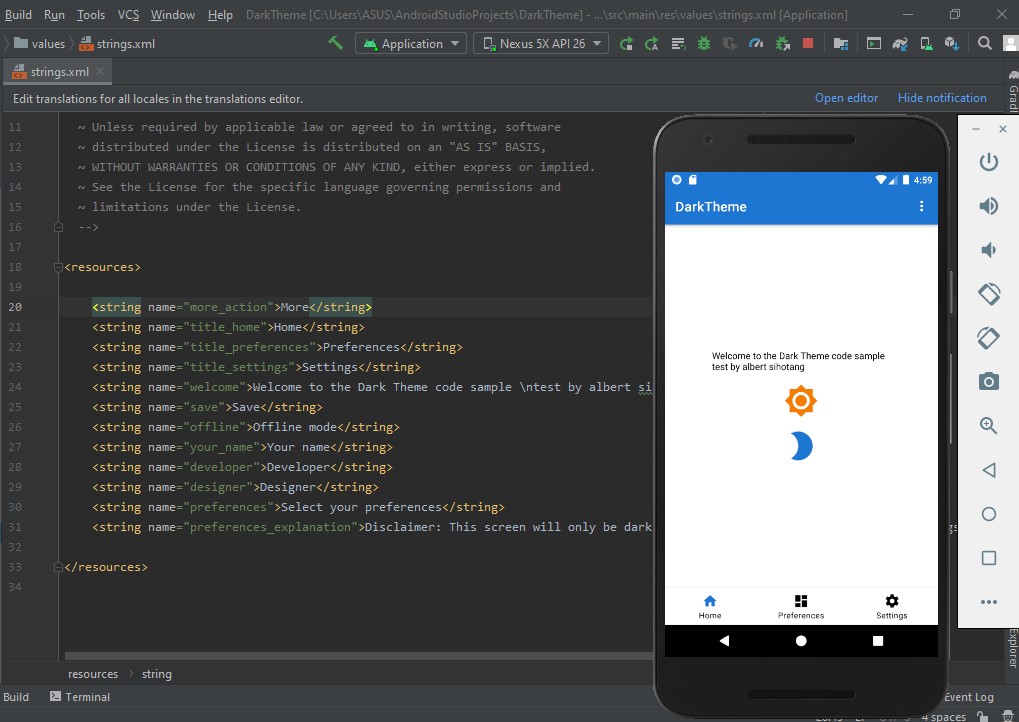 Build Run Tools VCS Window Help DarkTheme [C:\Users\ASUS\AndroidStudioProjects\DarkTheme] - ...\src\main\res\values\strings.xml [Application]
values strings.xml Application Nexus 5X API 26
strings.xml
Edit translations for all locales in the translations editor. Open editor Hide notification
11 ~ Unless required by applicable law or agreed to in writing, software
12 ~ distributed under the License is distributed on an "AS IS" BASIS,
13 ~ WITHOUT WARRANTIES OR CONDITIONS OF ANY KIND, either express or implied.
14 ~ See the License for the specific language governing permissions and
15 ~ limitations under the License.
16 -->
17
18 <resources>
19
20 <string name="more_action">More</string>
21 <string name="title_home">Home</string>
22 <string name="title_preferences">Preferences</string>
23 <string name="title_settings">Settings</string>
24 <string name="welcome">Welcome to the Dark Theme code sample \ntest by albert si
25 <string name="save">Save</string>
26 <string name="offline">Offline mode</string>
27 <string name="your_name">Your name</string>
28 <string name="developer">Developer</string>
29 <string name="designer">Designer</string>
30 <string name="preferences">Select your preferences</string>
31 <string name="preferences_explanation">Disclaimer: This screen will only be dark
32
33 </resources>
34
resources string
Build Terminal
4:59
DarkTheme
Welcome to the Dark Theme code sample
test by albert sihotang
Home Preferences Settings
Gradl
Explorer
Event Log
4 spaces